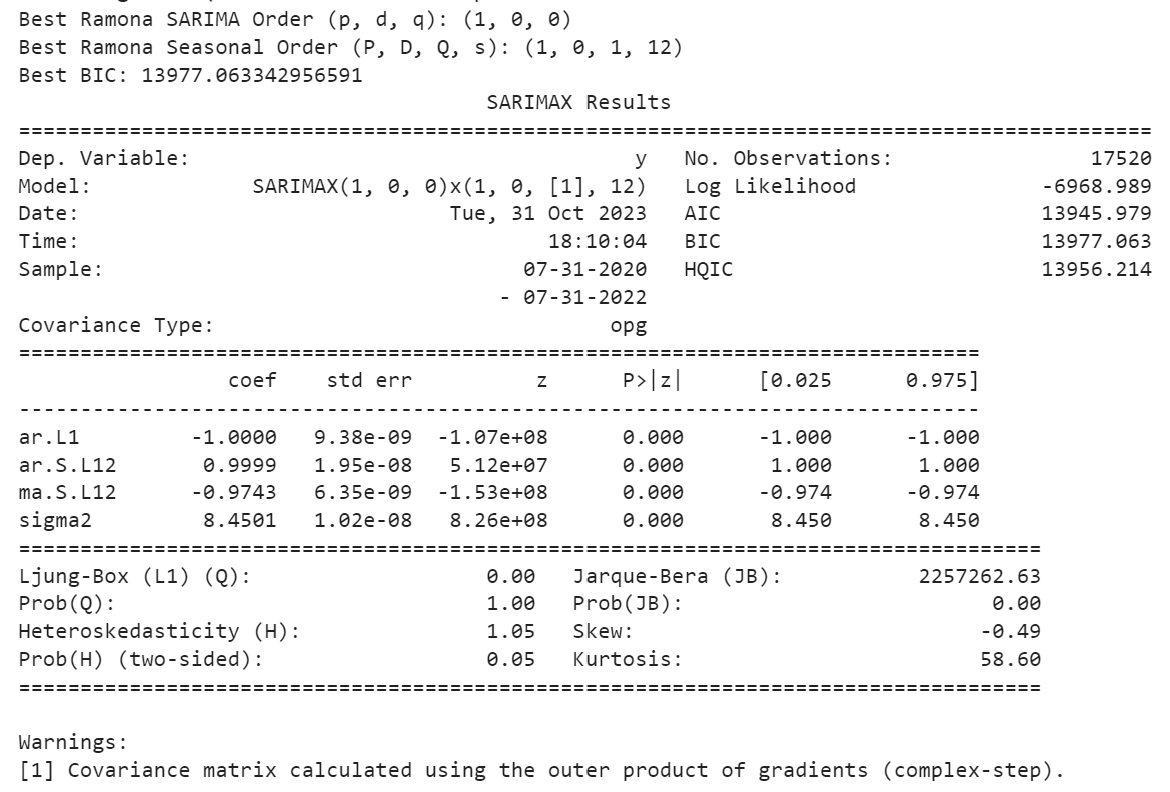 Best Ramona SARIMA Order (p, d, q): (1, 0, 0)
Best Ramona Seasonal Order (P, D, Q, s): (1, 0, 1, 12)
Best BIC: 13977.063342956591
SARIMAX Results
==============================================================================================
Dep. Variable:                                      y   No. Observations:                17520
Model:             SARIMAX(1, 0, 0)x(1, 0, [1], 12)   Log Likelihood               -6968.989
Date:                            Tue, 31 Oct 2023   AIC                          13945.979
Time:                                    18:10:04   BIC                          13977.063
Sample:                                07-31-2020   HQIC                         13956.214
- 07-31-2022
Covariance Type:                              opg
==============================================================================
coef    std err          z      P>|z|      [0.025      0.975]
------------------------------------------------------------------------------
ar.L1         -1.0000   9.38e-09  -1.07e+08      0.000      -1.000      -1.000
ar.S.L12       0.9999   1.95e-08   5.12e+07      0.000       1.000       1.000
ma.S.L12      -0.9743   6.35e-09  -1.53e+08      0.000      -0.974      -0.974
sigma2         8.4501   1.02e-08   8.26e+08      0.000       8.450       8.450
===================================================================================
Ljung-Box (L1) (Q):                   0.00   Jarque-Bera (JB):           2257262.63
Prob(Q):                              1.00   Prob(JB):                         0.00
Heteroskedasticity (H):               1.05   Skew:                            -0.49
Prob(H) (two-sided):                  0.05   Kurtosis:                        58.60
===================================================================================
Warnings:
[1] Covariance matrix calculated using the outer product of gradients (complex-step).